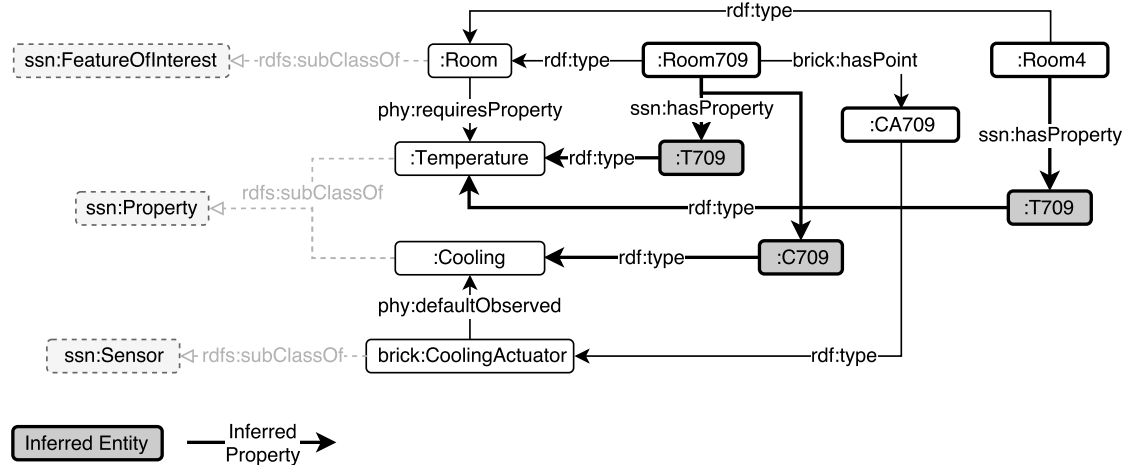 rdf:type
ssn:FeatureOfInterest
rdfs:subClassOf
:Room
rdf:type
:Room709
brick:hasPoint
:Room4
phy:requiresProperty
ssn:hasProperty
:CA709
ssn:hasProperty
:Temperature
rdf:type
:T709
rdfs:subClassOf
ssn:Property
rdf:type
:T709
:Cooling
rdf:type
:C709
phy:defaultObserved
ssn:Sensor
rdfs:subClassOf
brick:CoolingActuator
rdf:type
Inferred Entity
Inferred
Property